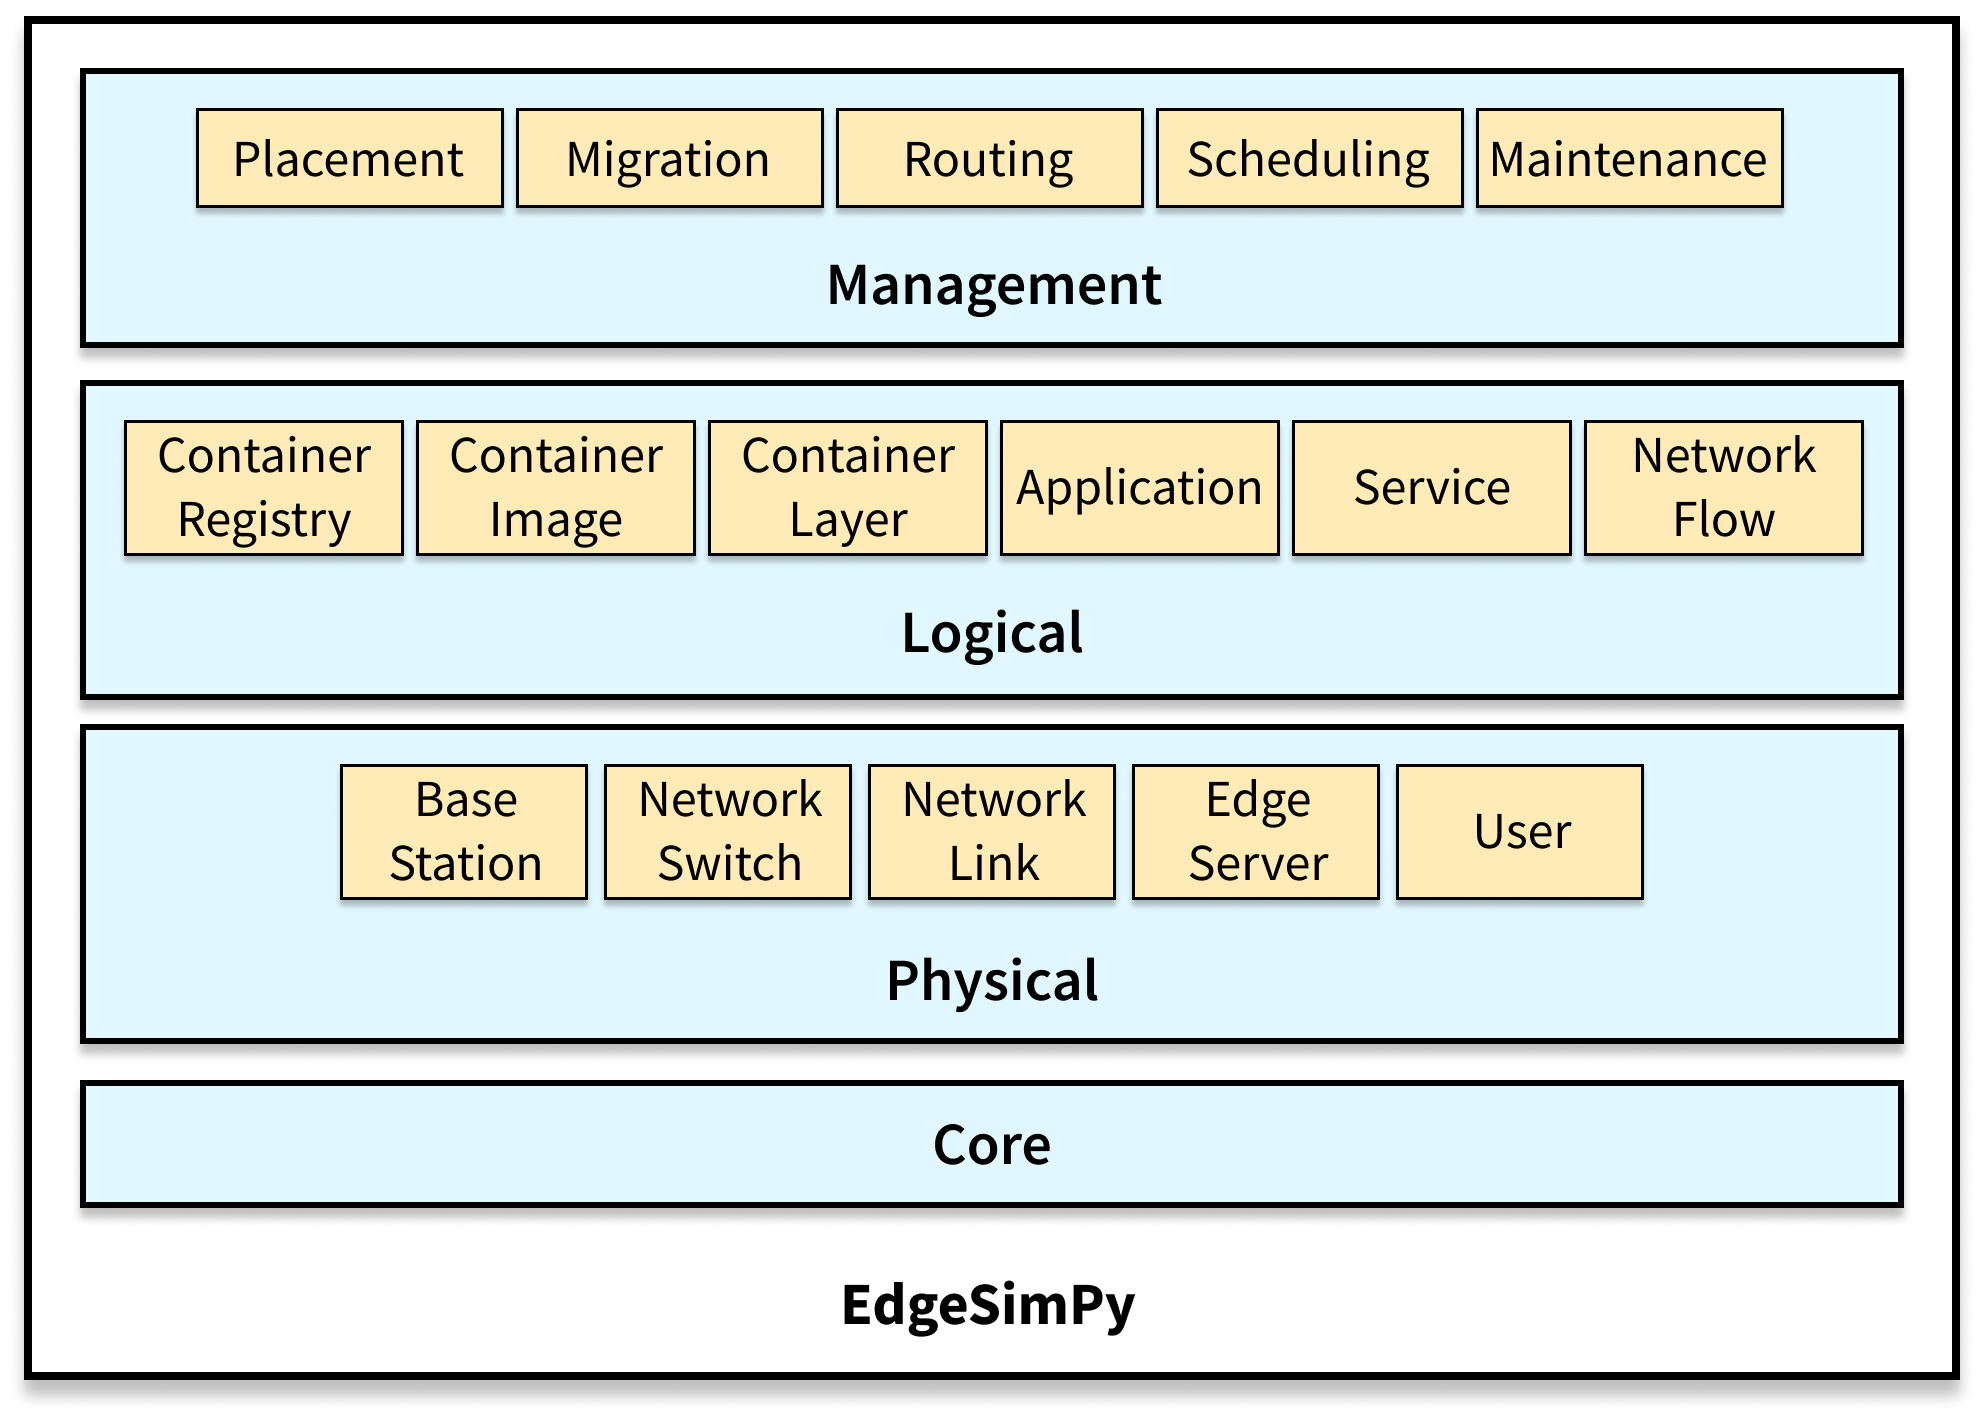 Placement
Migration
Routing
Scheduling
Maintenance
Management
Container
Registry
Container
Image
Container
Layer
Application
Service
Network
Flow
Logical
Base
Station
Network
Switch
Network
Link
Edge
Server
User
Physical
Core
EdgeSimPy